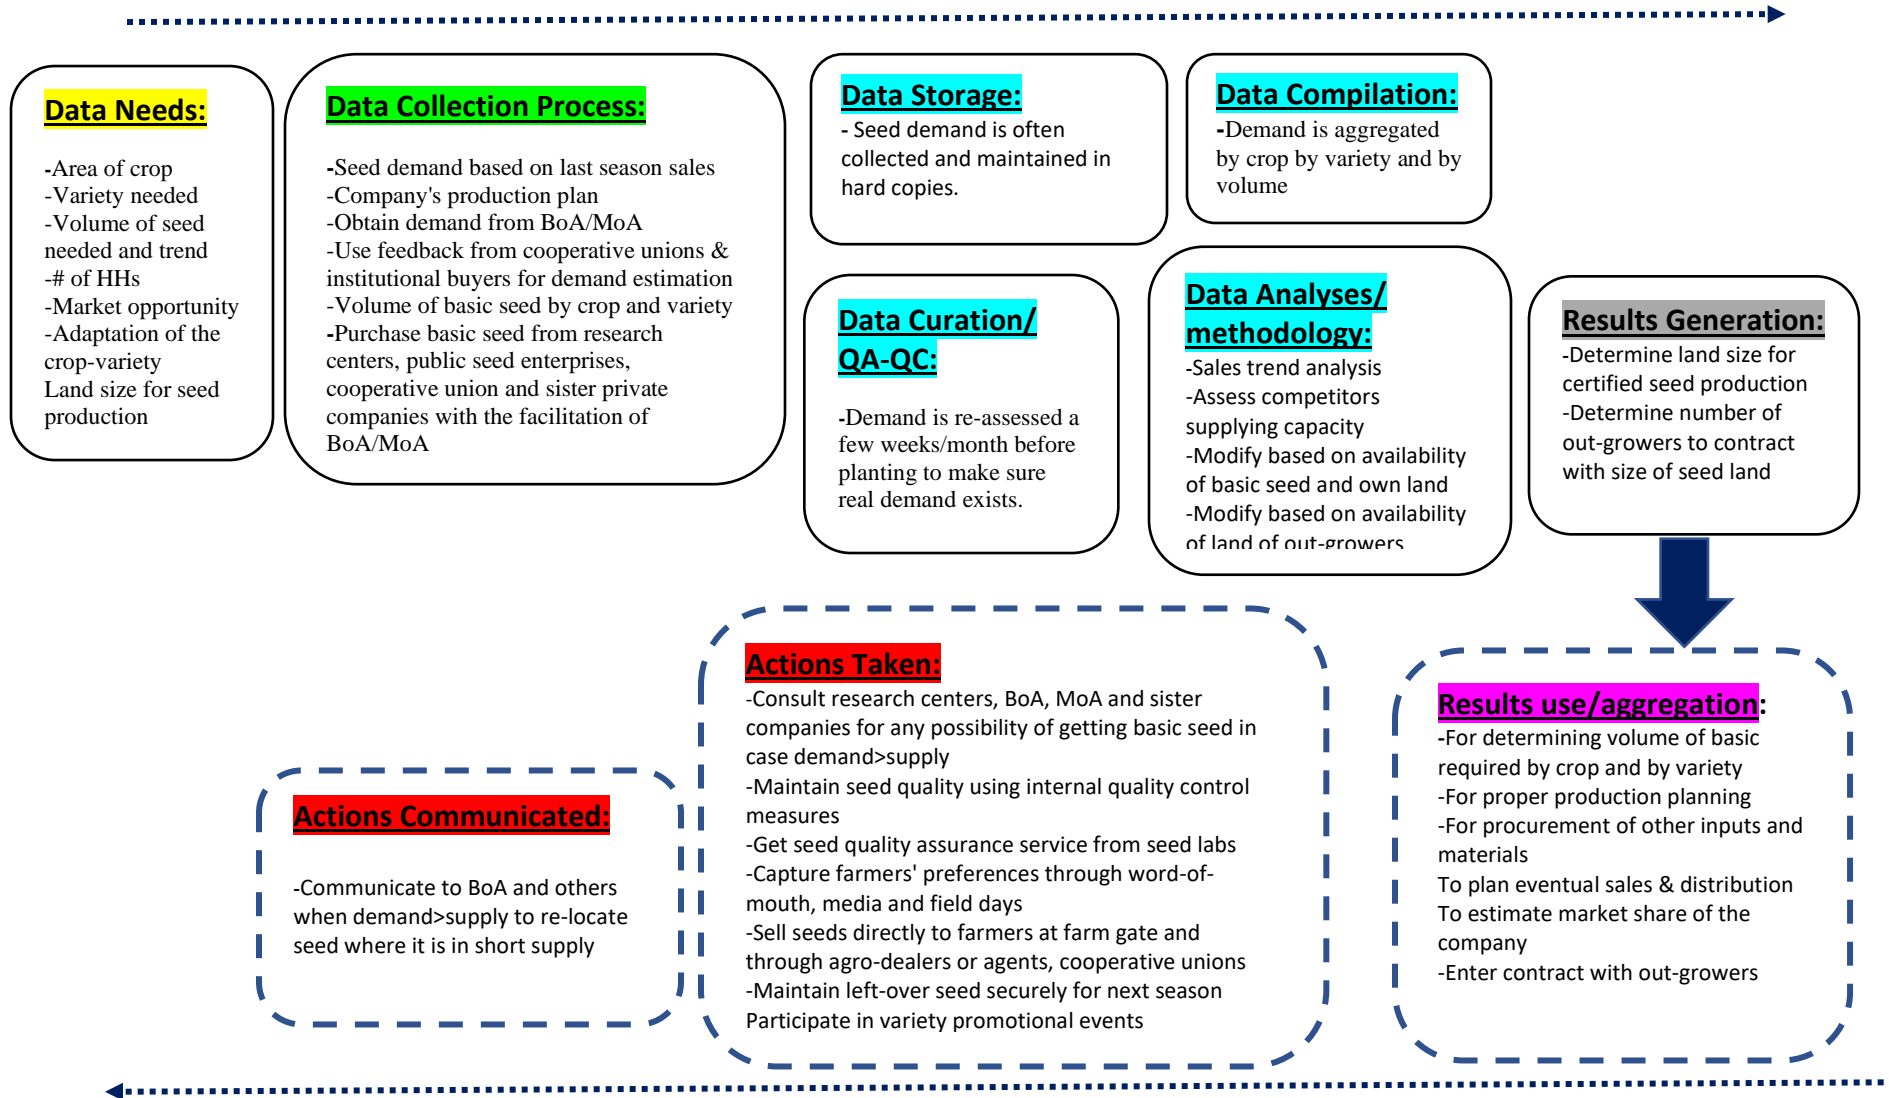 Data Needs:
-Area of crop
-Variety needed
-Volume of seed
needed and trend
-# of HHs
-Market opportunity
-Adaptation of the
crop-variety
Land size for seed
production
Data Collection Process:
-Seed demand based on last season sales
-Company's production plan
-Obtain demand from BoA/MoA
-Use feedback from cooperative unions &
institutional buyers for demand estimation
-Volume of basic seed by crop and variety
-Purchase basic seed from research
centers, public seed enterprises,
cooperative union and sister private
companies with the facilitation of
BoA/MoA
Data Storage:
- Seed demand is often
collected and maintained in
hard copies.
Data Compilation:
-Demand is aggregated
by crop by variety and by
volume
Data Curation/
QA-QC:
-Demand is re-assessed a
few weeks/month before
planting to make sure
real demand exists.
Data Analyses/
methodology:
-Sales trend analysis
-Assess competitors
supplying capacity
-Modify based on availability
of basic seed and own land
-Modify based on availability
of land of out-growers
Results Generation:
-Determine land size for
certified seed production
-Determine number of
out-growers to contract
with size of seed land
Results use/aggregation:
-For determining volume of basic
required by crop and by variety
-For proper production planning
-For procurement of other inputs and
materials
To plan eventual sales & distribution
To estimate market share of the
company
-Enter contract with out-growers
Actions Taken:
-Consult research centers, BoA, MoA and sister
companies for any possibility of getting basic seed in
case demand>supply
-Maintain seed quality using internal quality control
measures
-Get seed quality assurance service from seed labs
-Capture farmers' preferences through word-of-
mouth, media and field days
-Sell seeds directly to farmers at farm gate and
through agro-dealers or agents, cooperative unions
-Maintain left-over seed securely for next season
Participate in variety promotional events
Actions Communicated:
-Communicate to BoA and others
when demand>supply to re-locate
seed where it is in short supply